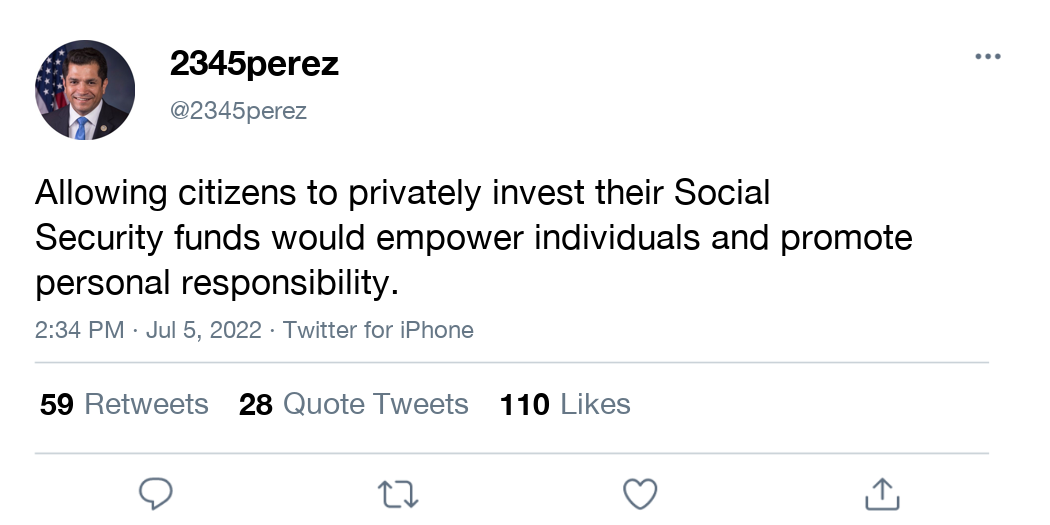 2345perez
@2345perez
Allowing citizens to privately invest their Social
Security funds would empower individuals and promote
personal responsibility.
2:34 PM · Jul 5, 2022 · Twitter for iPhone
59 Retweets 28 Quote Tweets 110 Likes